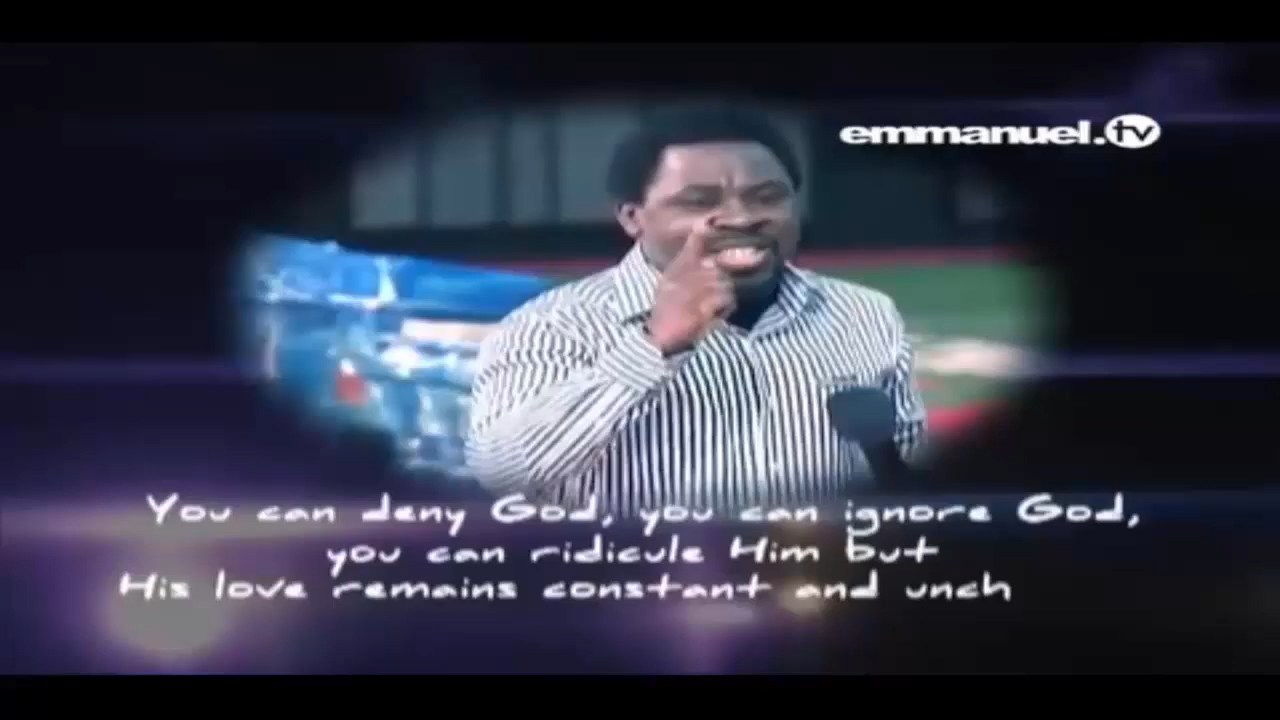 emmanuel.tv
You can deny God, you can ignore God,
you can ridicule Him but
His love remains constant and unch